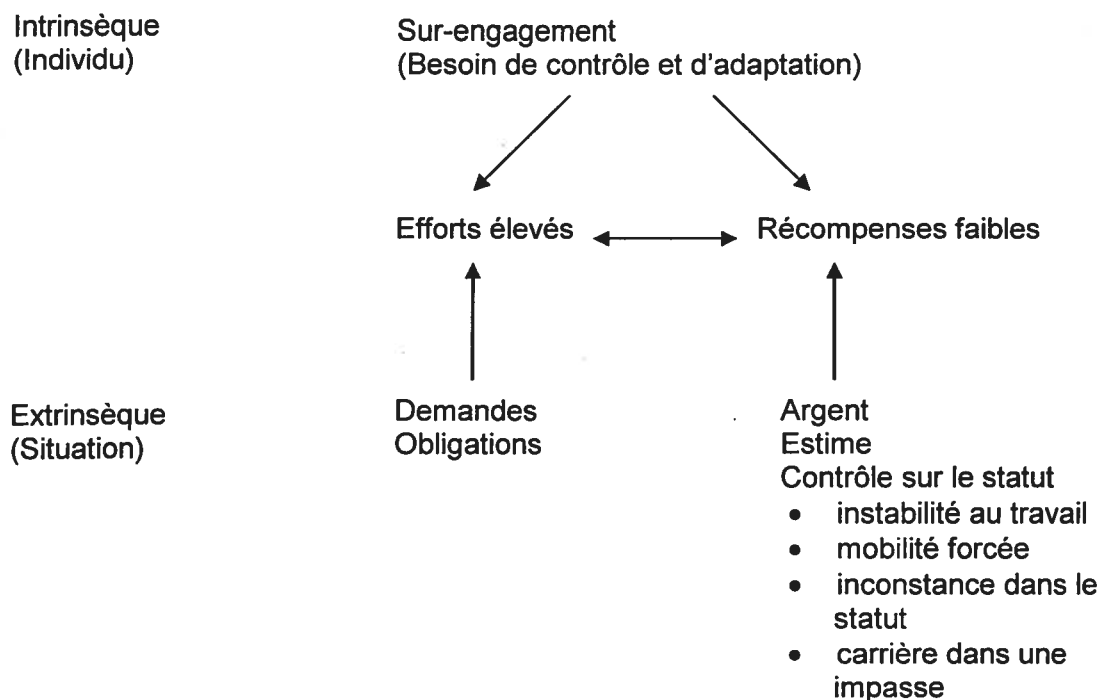 Intrinsèque
(Individu)
Sur-engagement
(Besoin de contrôle et d'adaptation)
Efforts élevés
Récompenses faibles
Extrinsèque
(Situation)
Demandes
Obligations
Argent
Estime
Contrôle sur le statut
• instabilité au travail
• mobilité forcée
• inconstance dans le
statut
• carrière dans une
impasse